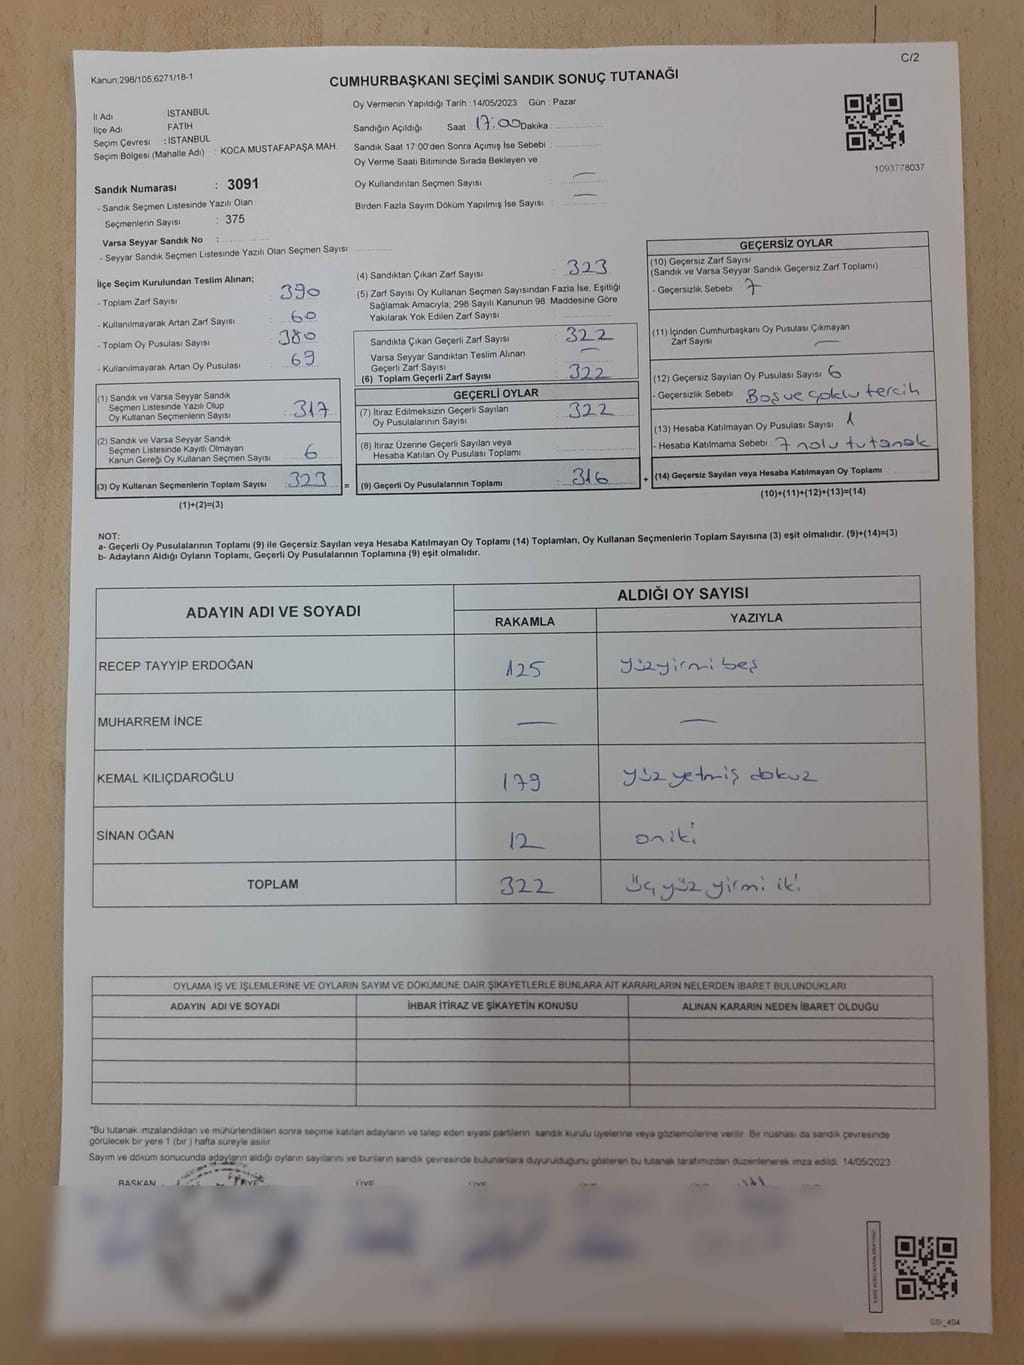 C/2
Kanun.298/105,6271/18-1
CUMHURBAŞKANI SEÇİMİ SANDIK SONUÇ TUTANAĞI
İl Adı : İSTANBUL
İlçe Adı FATİH
Seçim Çevresi : İSTANBUL
Seçim Bölgesi (Mahalle Adı) : KOCA MUSTAFAPAŞA MAH
Oy Vermenin Yapıldığı Tarih : 14/05/2023 Gün : Pazar
Sandığın Açıldığı Saat : 17:00 Dakika :
Sandık Saat 17:00'den Sonra Açımış İse Sebebi :
Oy Verme Saati Bitiminde Sırada Bekleyen ve
Oy Kullandırılan Seçmen Sayısı : —
Birden Fazla Sayım Döküm Yapılmış İse Sayısı : —
1093778037
Sandık Numarası : 3091
- Sandık Seçmen Listesinde Yazılı Olan
Seçmenlerin Sayısı : 375
Varsa Seyyar Sandık No :
- Seyyar Sandık Seçmen Listesinde Yazılı Olan Seçmen Sayısı:
İlçe Seçim Kurulundan Teslim Alınan;
- Toplam Zarf Sayısı : 390
- Kullanılmayarak Artan Zarf Sayısı : 60
- Toplam Oy Pusulası Sayısı : 380
- Kullanılmayarak Artan Oy Pusulası : 69
(1) Sandık ve Varsa Seyyar Sandık
Seçmen Listesinde Yazılı Olup
Oy Kullanan Seçmenlerin Sayısı : 317
(2) Sandık ve Varsa Seyyar Sandık
Seçmen Listesinde Kayıtlı Olmayan
Kanun Gereği Oy Kullanan Seçmen Sayısı : 6
(3) Oy Kullanan Seçmenlerin Toplam Sayısı : 323 =
(1)+(2)=(3)
(4) Sandıktan Çıkan Zarf Sayısı : 323
(5) Zarf Sayısı Oy Kullanan Seçmen Sayısından Fazla İse, Eşitliği
Sağlamak Amacıyla, 298 Sayılı Kanunun 98. Maddesine Göre
Yakılarak Yok Edilen Zarf Sayısı :
Sandıkta Çıkan Geçerli Zarf Sayısı : 322
Varsa Seyyar Sandıktan Teslim Alınan
Geçerli Zarf Sayısı : —
(6) Toplam Geçerli Zarf Sayısı : 322
GEÇERLİ OYLAR
(7) İtiraz Edilmeksizin Geçerli Sayılan
Oy Pusulalarının Sayısı : 322
(8) İtiraz Üzerine Geçerli Sayılan veya
Hesaba Katılan Oy Pusulası Toplamı :
(9) Geçerli Oy Pusulalarının Toplamı : 316 +
GEÇERSİZ OYLAR
(10) Geçersiz Zarf Sayısı
(Sandık ve Varsa Seyyar Sandık Geçersiz Zarf Toplamı)
- Geçersizlik Sebebi : 7
(11) İçinden Cumhurbaşkanı Oy Pusulası Çıkmayan
Zarf Sayısı : —
(12) Geçersiz Sayılan Oy Pusulası Sayısı : 6
- Geçersizlik Sebebi : Boş ve çoklu tercih
(13) Hesaba Katılmayan Oy Pusulası Sayısı : 1
- Hesaba Katılmama Sebebi : 7 nolu tutanak
(14) Geçersiz Sayılan veya Hesaba Katılmayan Oy Toplamı
(10)+(11)+(12)+(13)=(14)
NOT:
a- Geçerli Oy Pusulalarının Toplamı (9) ile Geçersiz Sayılan veya Hesaba Katılmayan Oy Toplamı (14) Toplamları, Oy Kullanan Seçmenlerin Toplam Sayısına (3) eşit olmalıdır. (9)+(14)=(3)
b- Adayların Aldığı Oyların Toplamı, Geçerli Oy Pusulalarının Toplamına (9) eşit olmalıdır.
ADAYIN ADI VE SOYADI
ALDIĞI OY SAYISI
RAKAMLA YAZIYLA
RECEP TAYYİP ERDOĞAN 125 yüzyirmi beş
MUHARREM İNCE — —
KEMAL KILIÇDAROĞLU 179 yüz yetmiş dokuz
SİNAN OĞAN 12 oniki
TOPLAM 322 üç yüz yirmi iki
OYLAMA İŞ VE İŞLEMLERİNE VE OYLARIN SAYIM VE DÖKÜMÜNE DAİR ŞİKAYETLERLE BUNLARA AİT KARARLARIN NELERDEN İBARET BULUNDUKLARI
ADAYIN ADI VE SOYADI İHBAR İTİRAZ VE ŞİKAYETİN KONUSU ALINAN KARARIN NEDEN İBARET OLDUĞU
*Bu tutanak imzalandıktan ve mühürlendikten sonra seçime katılan adayların ve talep eden siyasi partilerin sandık kurulu üyelerine veya gözlemcilerine verilir. Bir nüshası da sandık çevresinde
görülecek bir yere 1 (bir ) hafta süreyle asılır.
Sayım ve döküm sonucunda adayların aldığı oyların sayılarını ve bunların sandık çevresinde bulunanlara duyurulduğunu gösteren bu tutanak tarafımızdan düzenlenerek imza edildi. 14/05/2023
BAŞKAN ÜYE ÜYE